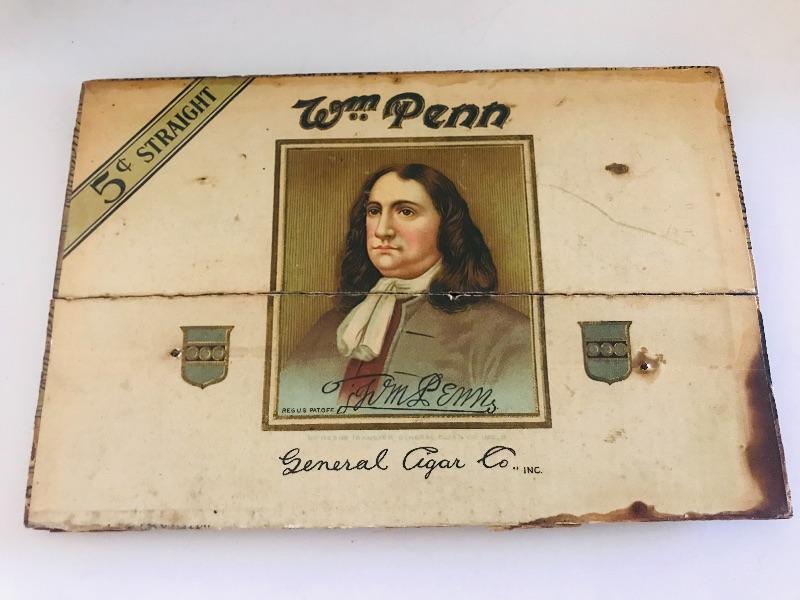 5¢ STRAIGHT
Wm. Penn
Wm Penn
REG U.S. PAT. OFF.
General Cigar Co., INC.